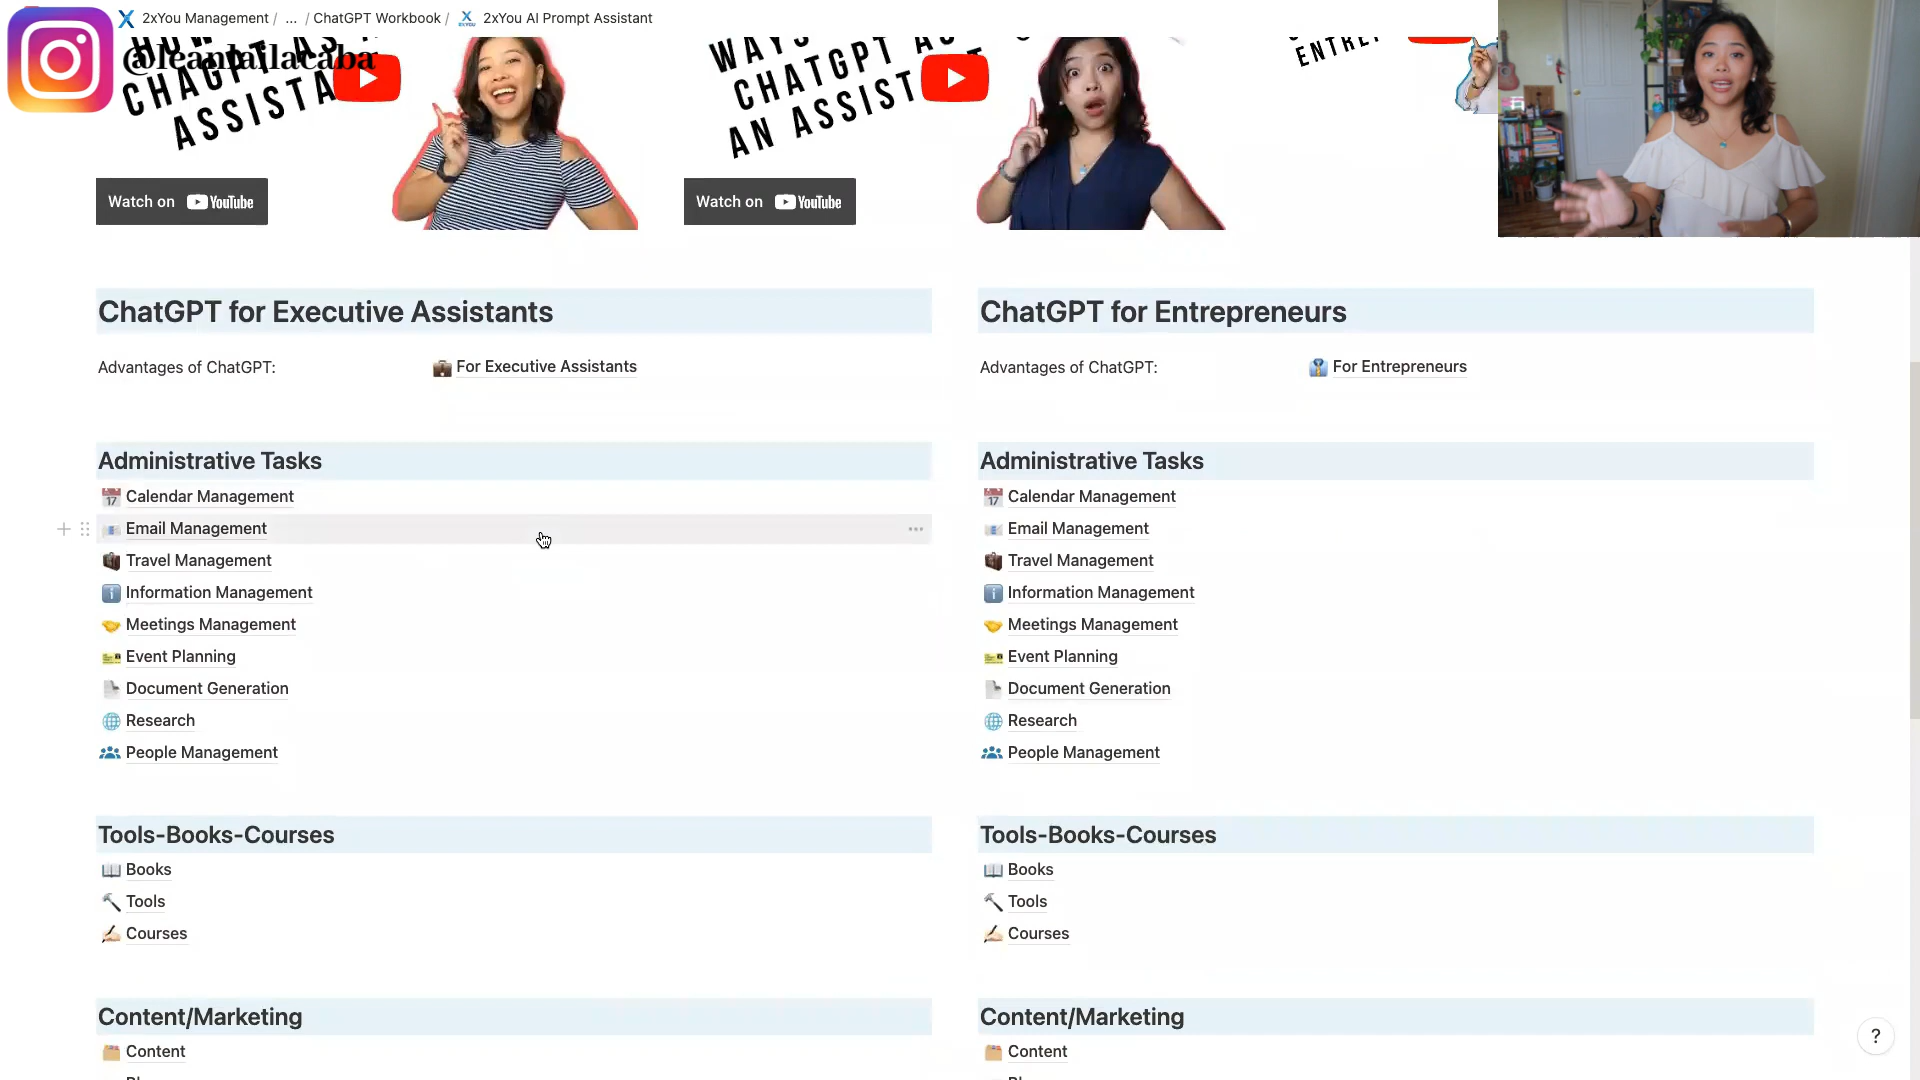 2xYou Management / ... / ChatGPT Workbook / 2xYou AI Prompt Assistant
@leanlailacaba
ASSISTA
CHATGPT AS
AN ASSIST
Watch on YouTube
Watch on YouTube
ChatGPT for Executive Assistants
Advantages of ChatGPT:
For Executive Assistants
Administrative Tasks
Calendar Management
Email Management
Travel Management
Information Management
Meetings Management
Event Planning
Document Generation
Research
People Management
Tools-Books-Courses
Books
Tools
Courses
Content/Marketing
Content
ChatGPT for Entrepreneurs
Advantages of ChatGPT:
For Entrepreneurs
Administrative Tasks
Calendar Management
Email Management
Travel Management
Information Management
Meetings Management
Event Planning
Document Generation
Research
People Management
Tools-Books-Courses
Books
Tools
Courses
Content/Marketing
Content
?